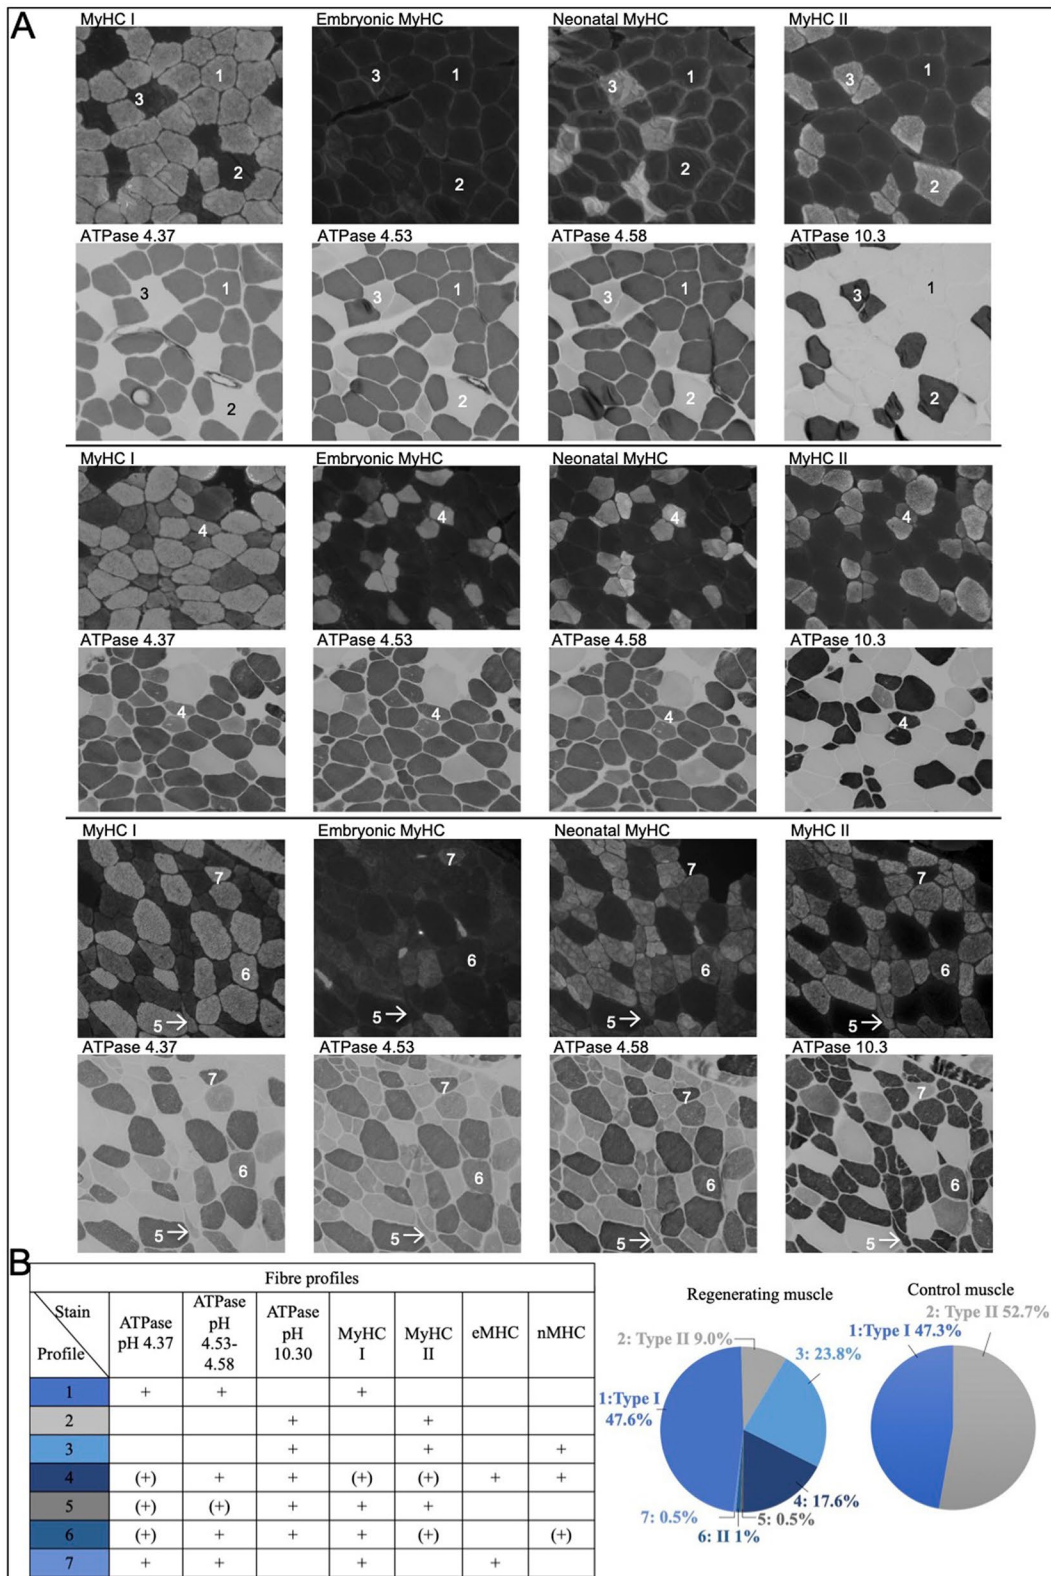 A
MyHC I Embryonic MyHC Neonatal MyHC MyHC II
1 3 2
3 1 2
3 1 2
3 1 2
ATPase 4.37 ATPase 4.53 ATPase 4.58 ATPase 10.3
3 1 2
3 1 2
3 1 2
3 1 2
MyHC I Embryonic MyHC Neonatal MyHC MyHC II
4 4 4 4
ATPase 4.37 ATPase 4.53 ATPase 4.58 ATPase 10.3
4 4 4 4
MyHC I Embryonic MyHC Neonatal MyHC MyHC II
7 7 7 7
6 6 6 6
5→ 5→ 5→ 5→
ATPase 4.37 ATPase 4.53 ATPase 4.58 ATPase 10.3
7 7 7 7
6 6 6 6
5→ 5→ 5→ 5→
B
Fibre profiles
Stain
Profile
ATPase
pH 4.37
ATPase
pH
4.53-
4.58
ATPase
pH
10.30
MyHC
I
MyHC
II
eMHC
nMHC
1 + + +
2 + +
3 + + +
4 (+) + + (+) (+) + +
5 (+) (+) + + +
6 (+) + + + (+) (+)
7 + + + +
Regenerating muscle
2: Type II 9.0%
3: 23.8%
1:Type I
47.6%
4: 17.6%
7: 0.5%
5: 0.5%
6: II 1%
Control muscle
2: Type II 52.7%
1:Type I 47.3%